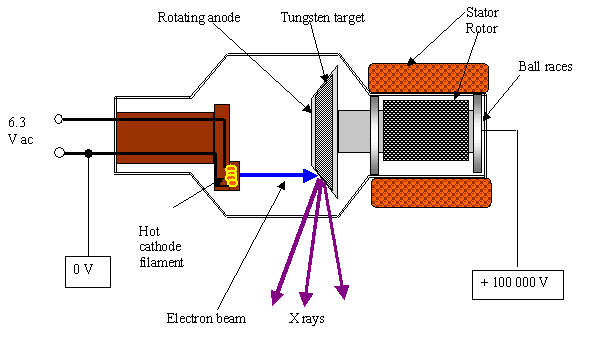 Rotating anode
Tungsten target
Stator
Rotor
Ball races
6.3
V ac
Hot
cathode
filament
0 V
+ 100 000 V
Electron beam
X rays